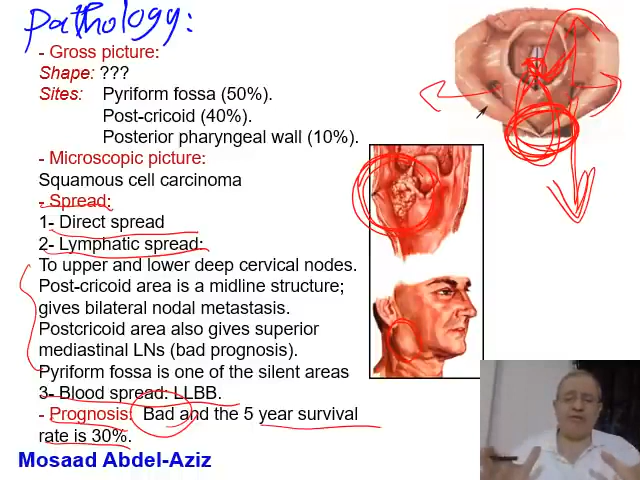 Pathology:
- Gross picture:
Shape: ???
Sites: Pyriform fossa (50%).
Post-cricoid (40%).
Posterior pharyngeal wall (10%).
- Microscopic picture:
Squamous cell carcinoma
- Spread:
1- Direct spread
2- Lymphatic spread:
To upper and lower deep cervical nodes.
Post-cricoid area is a midline structure;
gives bilateral nodal metastasis.
Postcricoid area also gives superior
mediastinal LNs (bad prognosis).
Pyriform fossa is one of the silent areas
3- Blood spread: LLBB.
- Prognosis: Bad and the 5 year survival
rate is 30%.
Mosaad Abdel-Aziz